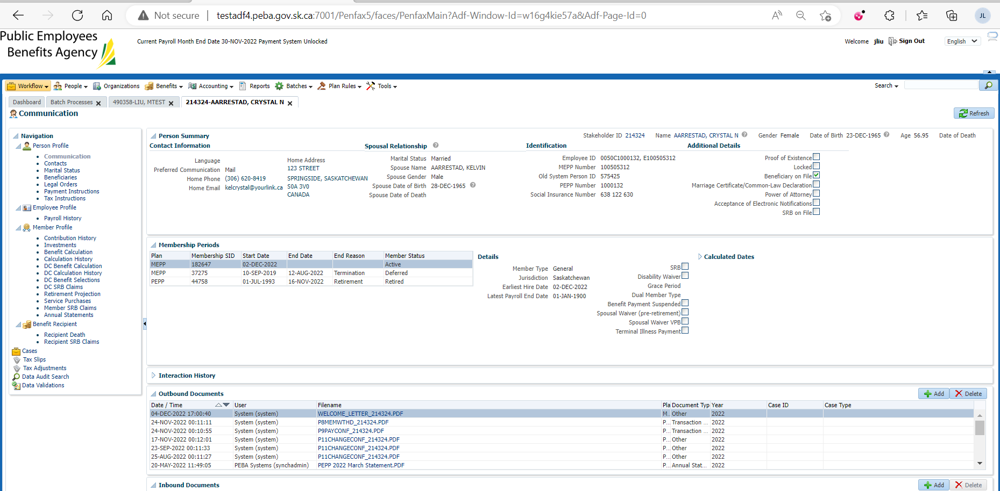 Not secure testadf4.peba.gov.sk.ca:7001/Penfax5/faces/PenfaxMain?Adf-Window-Id=w16g4kie57a&Adf-Page-Id=0 JL
Public Employees
Benefits Agency
Current Payroll Month End Date 30-NOV-2022 Payment System Unlocked
Welcome jliu Sign Out English
Workflow People Organizations Benefits Accounting Reports Batches Plan Rules Tools Search
Dashboard Batch Processes 490358-LIU, MTEST 214324-AARRESTAD, CRYSTAL N
Communication Refresh
Navigation
Person Profile
Communication
Contacts
Marital Status
Beneficiaries
Legal Orders
Payment Instructions
Tax Instructions
Employee Profile
Payroll History
Member Profile
Contribution History
Investments
Benefit Calculation
Calculation History
DC Benefit Calculation
DC Calculation History
DC Benefit Selections
DC SRB Claims
Retirement Projection
Service Purchases
Member SRB Claims
Annual Statements
Benefit Recipient
Recipient Death
Recipient SRB Claims
Cases
Tax Slips
Tax Adjustments
Data Audit Search
Data Validations
Person Summary Stakeholder ID 214324 Name AARRESTAD, CRYSTAL N Gender Female Date of Birth 23-DEC-1965 Age 56.95 Date of Death
Contact Information
Language
Preferred Communication Mail
Home Phone (306) 620-8419
Home Email kelcrystal@yourlink.ca
Home Address
123 STREET
SPRINGSIDE, SASKATCHEWAN
S0A 3V0
CANADA
Spousal Relationship
Marital Status Married
Spouse Name AARRESTAD, KELVIN
Spouse Gender Male
Spouse Date of Birth 28-DEC-1965
Spouse Date of Death
Identification
Employee ID 0050C1000132, E100505312
MEPP Number 100505312
Old System Person ID 575425
PEPP Number 1000132
Social Insurance Number 638 122 630
Additional Details
Proof of Existence
Locked
Beneficiary on File
Marriage Certificate/Common-Law Declaration
Power of Attorney
Acceptance of Electronic Notifications
SRB on File
Membership Periods
Plan Membership SID Start Date End Date End Reason Member Status
MEPP 182647 02-DEC-2022 Active
MEPP 37275 10-SEP-2019 12-AUG-2022 Termination Deferred
PEPP 44758 01-JUL-1993 16-NOV-2022 Retirement Retired
Details
Member Type General
Jurisdiction Saskatchewan
Earliest Hire Date 02-DEC-2022
Latest Payroll End Date 01-JAN-1900
SRB
Disability Waiver
Grace Period
Dual Member Type
Benefit Payment Suspended
Spousal Waiver (pre-retirement)
Spousal Waiver VPB
Terminal Illness Payment
Calculated Dates
Interaction History
Outbound Documents Add Delete
Date / Time User Filename Pla Document Typ Year Case ID Case Type
04-DEC-2022 17:00:40 System (system) WELCOME_LETTER_214324.PDF M... Other 2022
24-NOV-2022 00:11:11 System (system) P8MEMWTHD_214324.PDF P... Transaction ... 2022
24-NOV-2022 00:10:55 System (system) P9PAYCONF_214324.PDF P... Transaction ... 2022
17-NOV-2022 00:12:01 System (system) P11CHANGECONF_214324.PDF P... Other 2022
23-SEP-2022 00:11:33 System (system) P11CHANGECONF_214324.PDF P... Other 2022
25-AUG-2022 00:11:27 System (system) P11CHANGECONF_214324.PDF P... Other 2022
20-MAY-2022 11:49:05 PEBA Systems (synchadmin) PEPP 2022 March Statement.PDF P... Annual Stat... 2022
Inbound Documents Add Delete